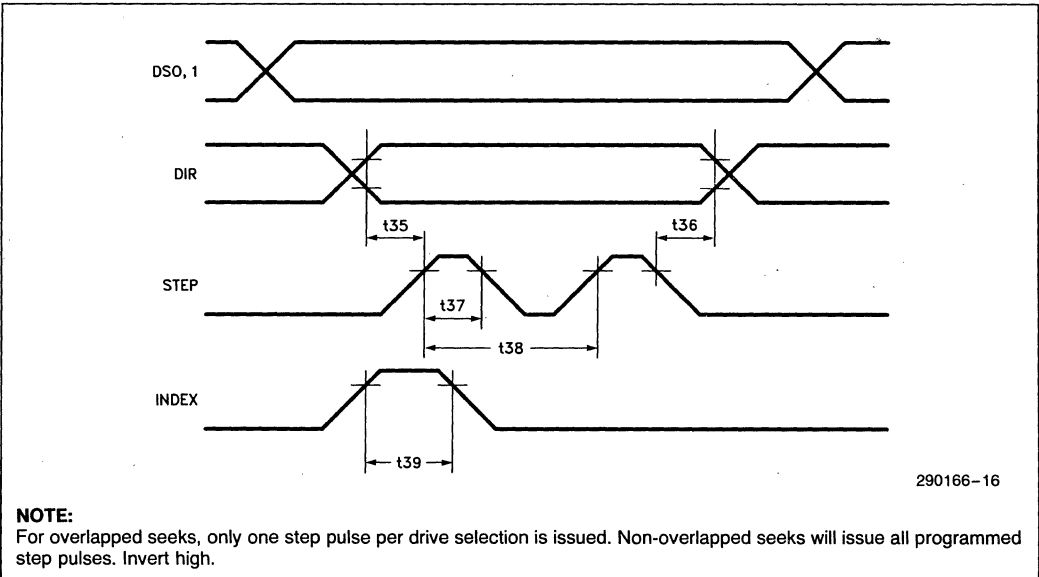 DSO, 1
DIR
t35
t36
STEP
t37
t38
INDEX
t39
290166-16
NOTE:
For overlapped seeks, only one step pulse per drive selection is issued. Non-overlapped seeks will issue all programmed
step pulses. Invert high.